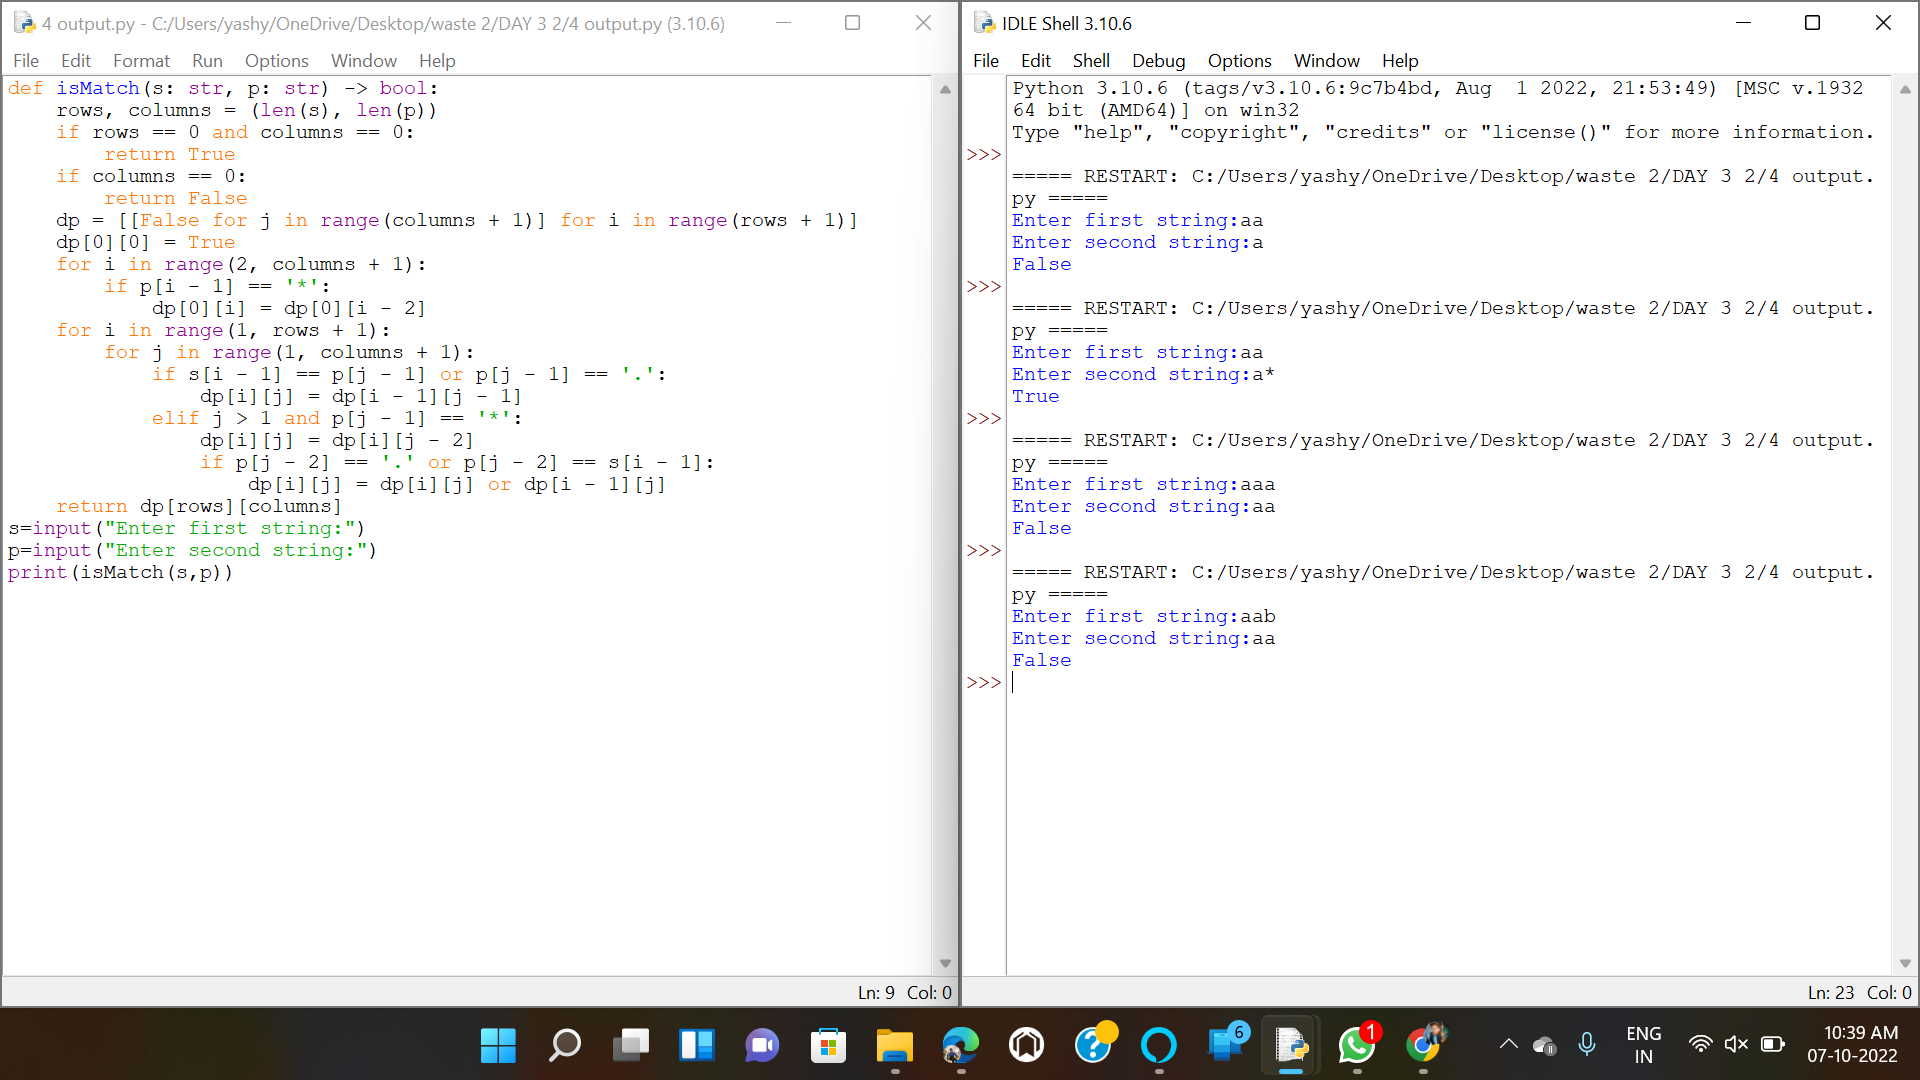 4 output.py - C:/Users/yashy/OneDrive/Desktop/waste 2/DAY 3 2/4 output.py (3.10.6)
File Edit Format Run Options Window Help
def isMatch(s: str, p: str) -> bool:
    rows, columns = (len(s), len(p))
    if rows == 0 and columns == 0:
        return True
    if columns == 0:
        return False
    dp = [[False for j in range(columns + 1)] for i in range(rows + 1)]
    dp[0][0] = True
    for i in range(2, columns + 1):
        if p[i - 1] == '*':
            dp[0][i] = dp[0][i - 2]
    for i in range(1, rows + 1):
        for j in range(1, columns + 1):
            if s[i - 1] == p[j - 1] or p[j - 1] == '.':
                dp[i][j] = dp[i - 1][j - 1]
            elif j > 1 and p[j - 1] == '*':
                dp[i][j] = dp[i][j - 2]
                if p[j - 2] == '.' or p[j - 2] == s[i - 1]:
                    dp[i][j] = dp[i][j] or dp[i - 1][j]
    return dp[rows][columns]
s=input("Enter first string:")
p=input("Enter second string:")
print(isMatch(s,p))
Ln: 9 Col: 0
IDLE Shell 3.10.6
File Edit Shell Debug Options Window Help
Python 3.10.6 (tags/v3.10.6:9c7b4bd, Aug  1 2022, 21:53:49) [MSC v.1932
64 bit (AMD64)] on win32
Type "help", "copyright", "credits" or "license()" for more information.
>>>
===== RESTART: C:/Users/yashy/OneDrive/Desktop/waste 2/DAY 3 2/4 output.
py =====
Enter first string:aa
Enter second string:a
False
>>>
===== RESTART: C:/Users/yashy/OneDrive/Desktop/waste 2/DAY 3 2/4 output.
py =====
Enter first string:aa
Enter second string:a*
True
>>>
===== RESTART: C:/Users/yashy/OneDrive/Desktop/waste 2/DAY 3 2/4 output.
py =====
Enter first string:aaa
Enter second string:aa
False
>>>
===== RESTART: C:/Users/yashy/OneDrive/Desktop/waste 2/DAY 3 2/4 output.
py =====
Enter first string:aab
Enter second string:aa
False
>>>
Ln: 23 Col: 0
6
1
ENG
IN
10:39 AM
07-10-2022